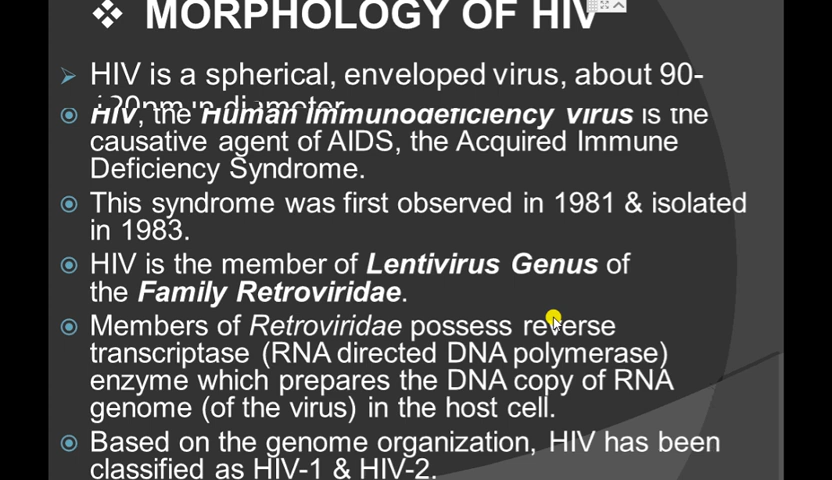 MORPHOLOGY OF HIV
HIV is a spherical, enveloped virus, about 90-
120nm in diameter.
HIV, the Human Immunodeficiency Virus is the
causative agent of AIDS, the Acquired Immune
Deficiency Syndrome.
This syndrome was first observed in 1981 & isolated
in 1983.
HIV is the member of Lentivirus Genus of
the Family Retroviridae.
Members of Retroviridae possess reverse
transcriptase (RNA directed DNA polymerase)
enzyme which prepares the DNA copy of RNA
genome (of the virus) in the host cell.
Based on the genome organization, HIV has been
classified as HIV-1 & HIV-2.